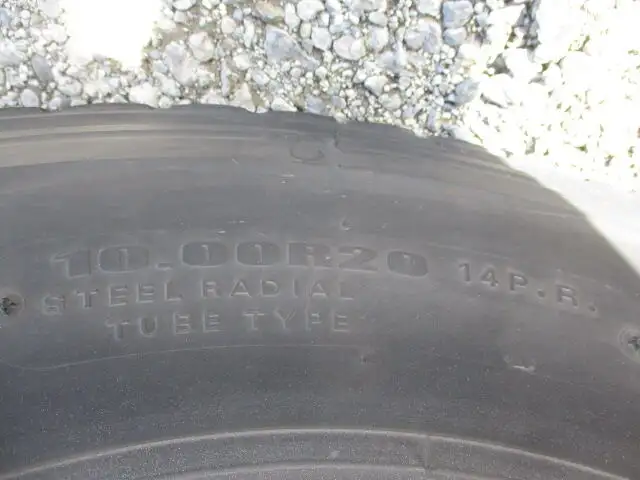 10.00R20 14P.R.
STEEL RADIAL
TUBE TYPE